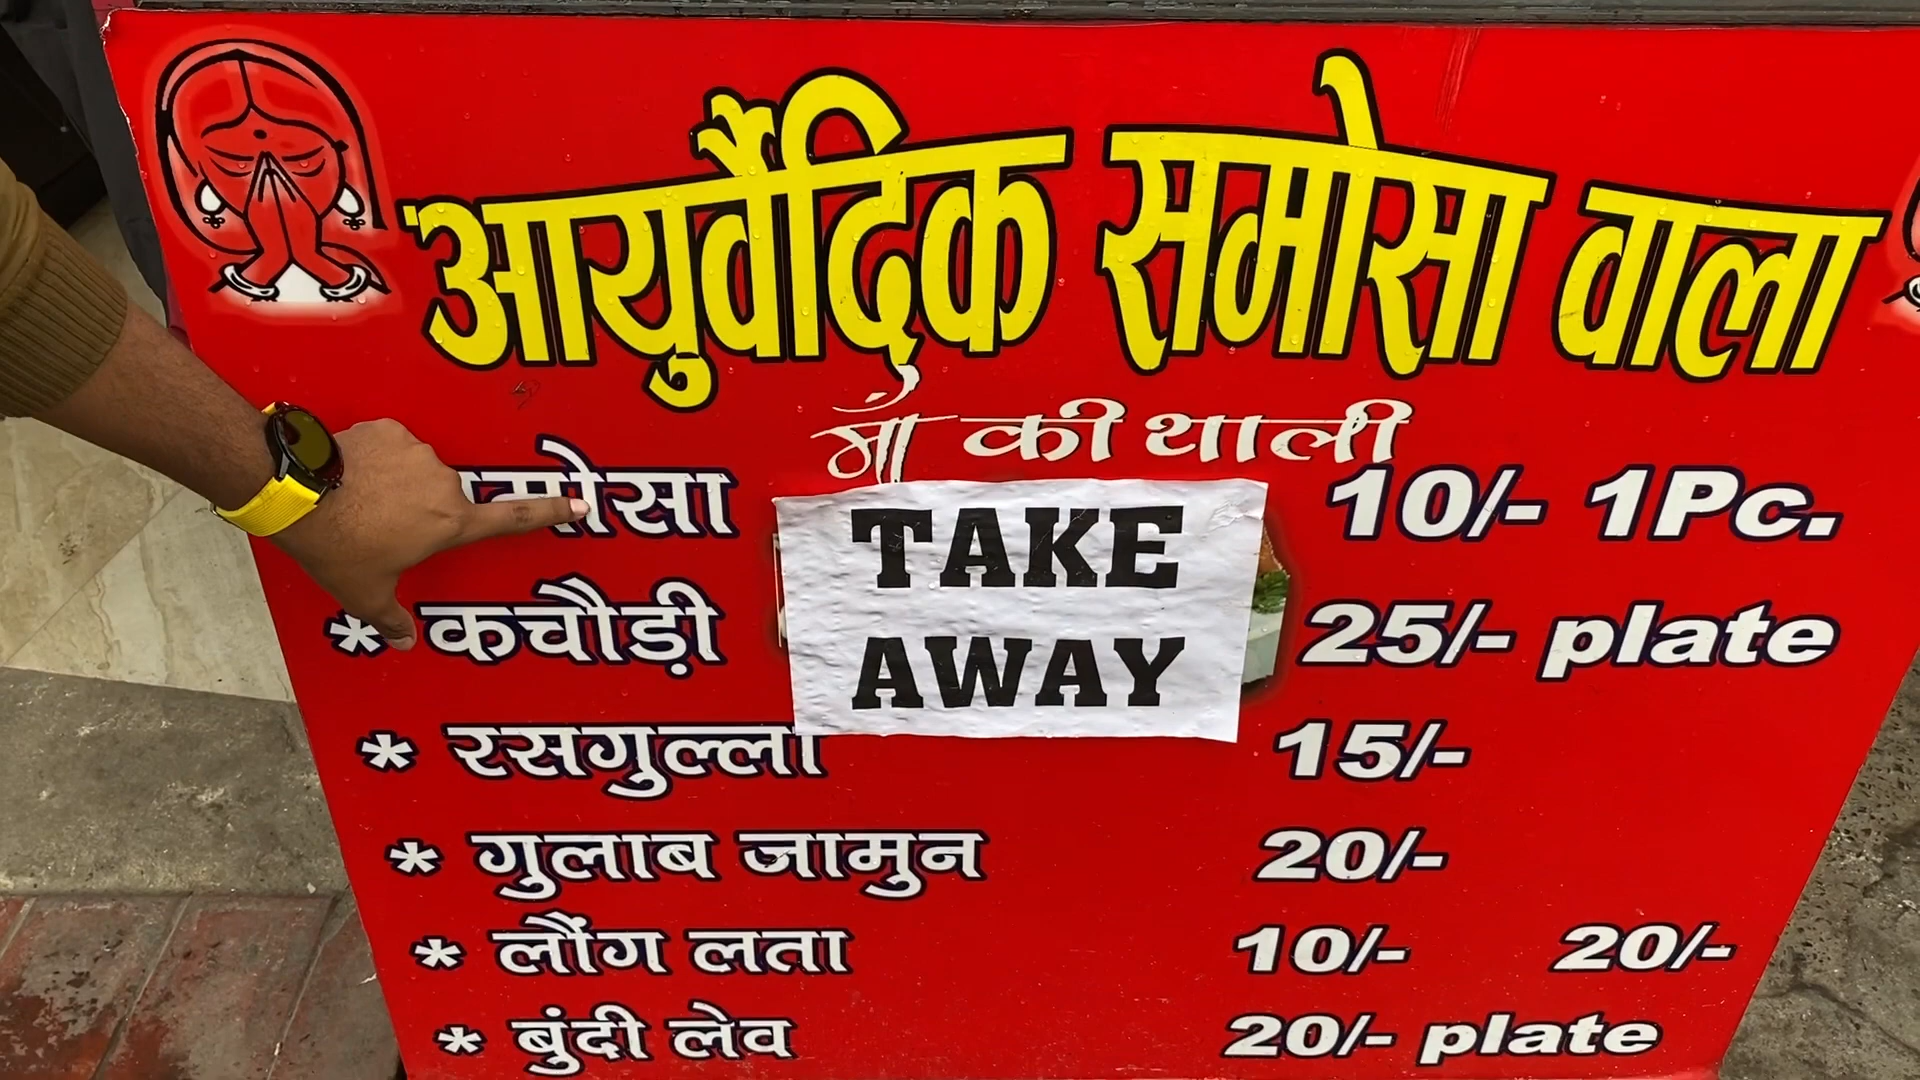 आयुर्वैदिक समोसा वाला
माँ की थाली
समोसा 10/- 1Pc.
TAKE
AWAY
* कचौड़ी 25/- plate
* रसगुल्ला 15/-
* गुलाब जामुन 20/-
* लौंग लता 10/- 20/-
* बुंदी लेव 20/- plate